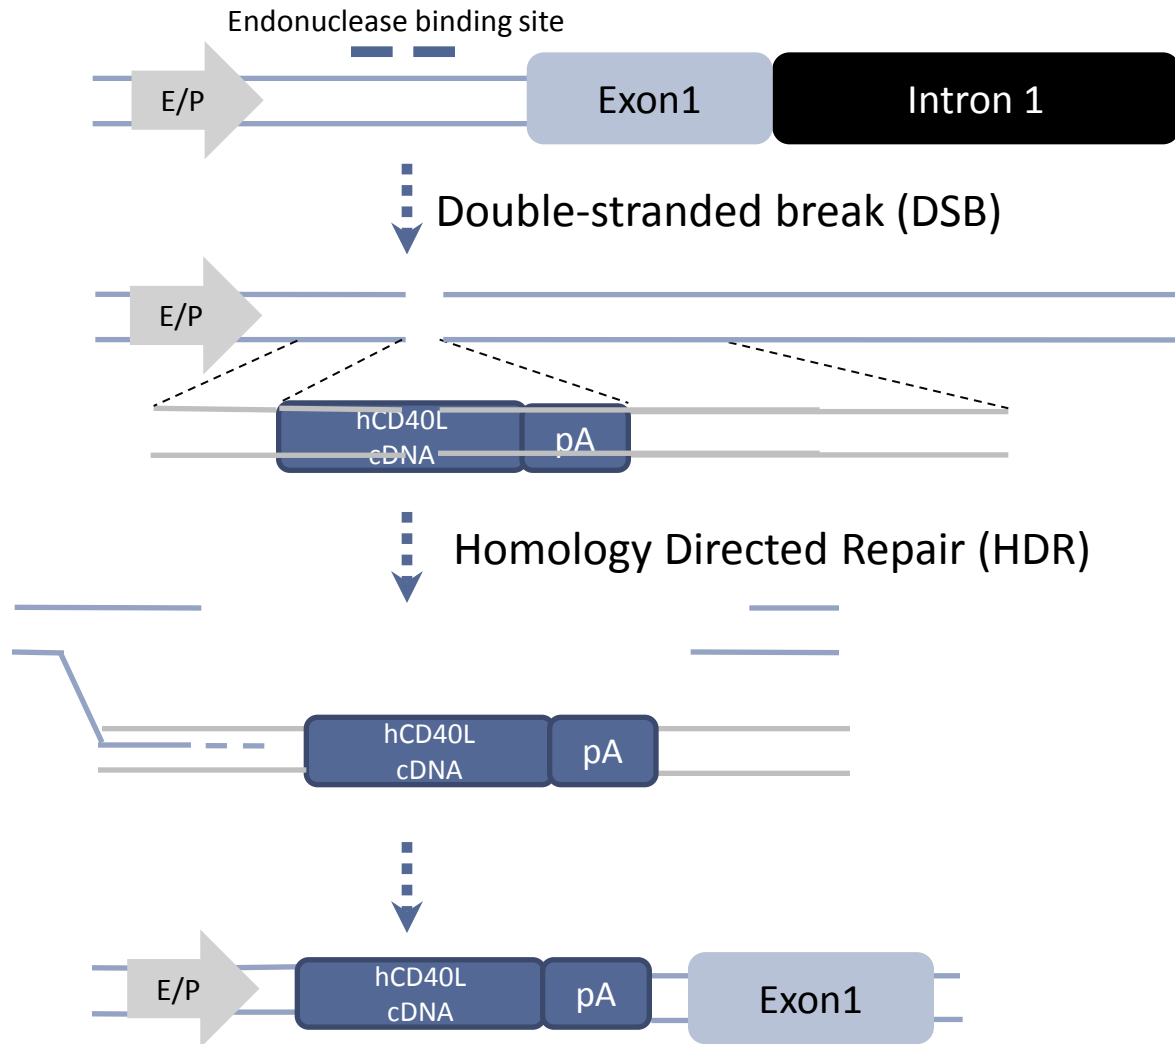 Endonuclease binding site
E/P
Exon1
Intron 1
Double-stranded break (DSB)
E/P
hCD40L
cDNA
pA
Homology Directed Repair (HDR)
hCD40L
cDNA
pA
E/P
hCD40L
cDNA
pA
Exon1